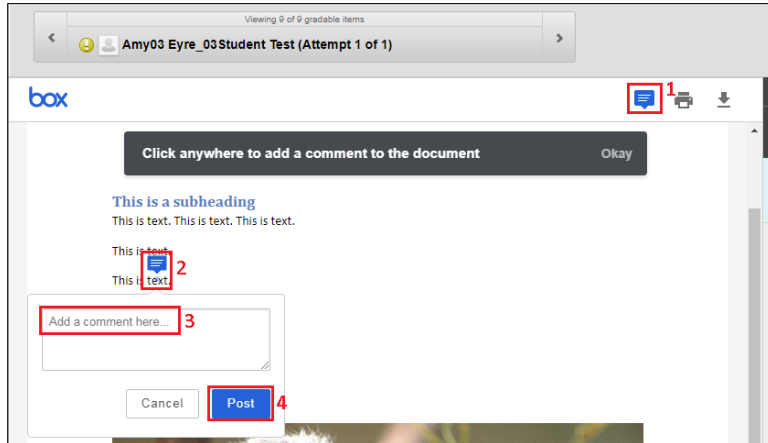 Viewing 9 of 9 gradable items
Amy03 Eyre_03Student Test (Attempt 1 of 1)
box
1
Click anywhere to add a comment to the document Okay
This is a subheading
This is text. This is text. This is text.
This is text.
2
This is text.
Add a comment here... 3
Cancel Post 4